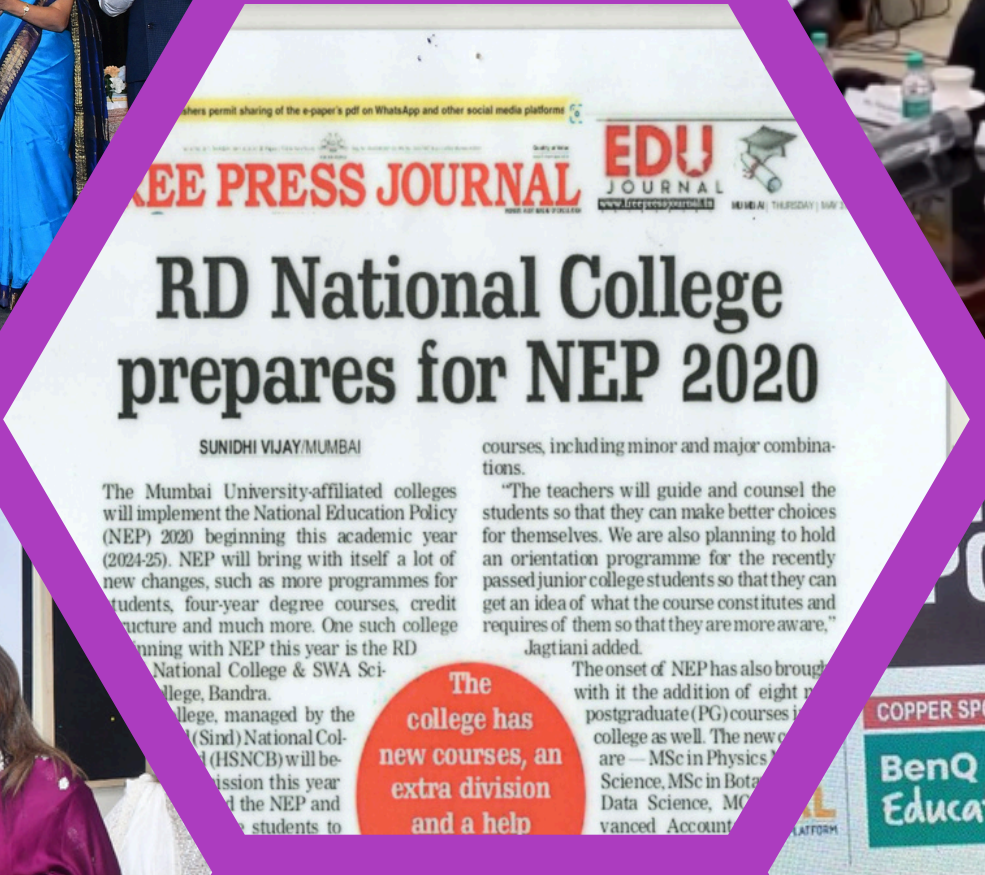 shers permit sharing of the e-paper's pdf on WhatsApp and other social media platforms
EE PRESS JOURNAL
EDU
JOURNAL
www.freepressjournal.in
MUMBAI | THURSDAY | MAY
RD National College
prepares for NEP 2020
SUNIDHI VIJAY/MUMBAI
The Mumbai University-affiliated colleges
will implement the National Education Policy
(NEP) 2020 beginning this academic year
(2024-25). NEP will bring with itself a lot of
new changes, such as more programmes for
tudents, four-year degree courses, credit
ucture and much more. One such college
nning with NEP this year is the RD
National College & SWA Sci-
llege, Bandra.
llege, managed by the
(Sind) National Col-
(HSNCB) will be-
ission this year
d the NEP and
students to
The
college has
new courses, an
extra division
and a help
courses, including minor and major combina-
tions.
"The teachers will guide and counsel the
students so that they can make better choices
for themselves. We are also planning to hold
an orientation programme for the recently
passed junior college students so that they can
get an idea of what the course constitutes and
requires of them so that they are more aware,"
Jagtiani added.
The onset of NEP has also brough
with it the addition of eight n
postgraduate (PG) courses i
college as well. The new c
are — MSc in Physics
Science, MSc in Bota
Data Science, MC
vanced Account
COPPER SPO
BenQ
Educa
LATFORM